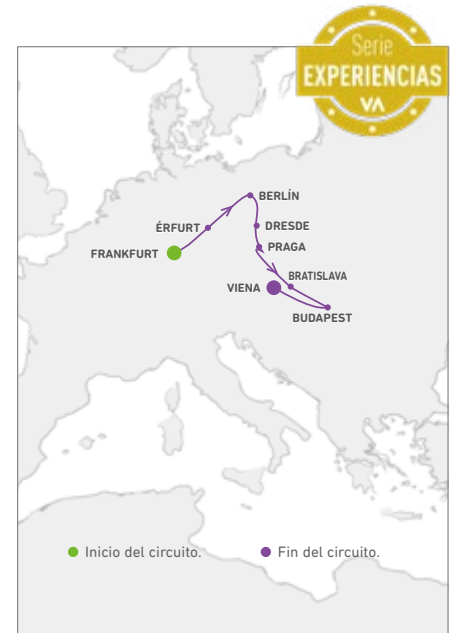 Serie
EXPERIENCIAS
VA
BERLÍN
ÉRFURT
DRESDE
PRAGA
FRANKFURT
BRATISLAVA
VIENA
BUDAPEST
Inicio del circuito.
Fin del circuito.